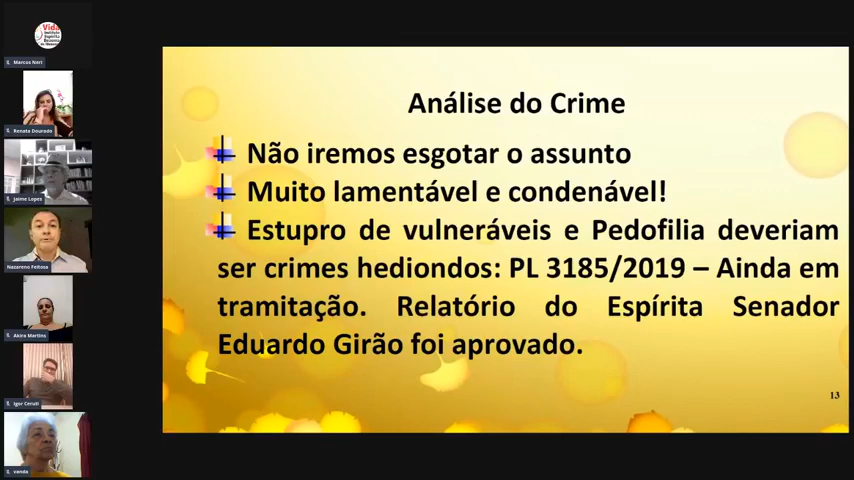 Vida
Marcos Neri
Renata Dourado
Jaime Lopes
Nazareno Feitosa
Akira Martins
Igor Ceruti
vanda
Análise do Crime
Não iremos esgotar o assunto
Muito lamentável e condenável!
Estupro de vulneráveis e Pedofilia deveriam
ser crimes hediondos: PL 3185/2019 – Ainda em
tramitação. Relatório do Espírita Senador
Eduardo Girão foi aprovado.
13